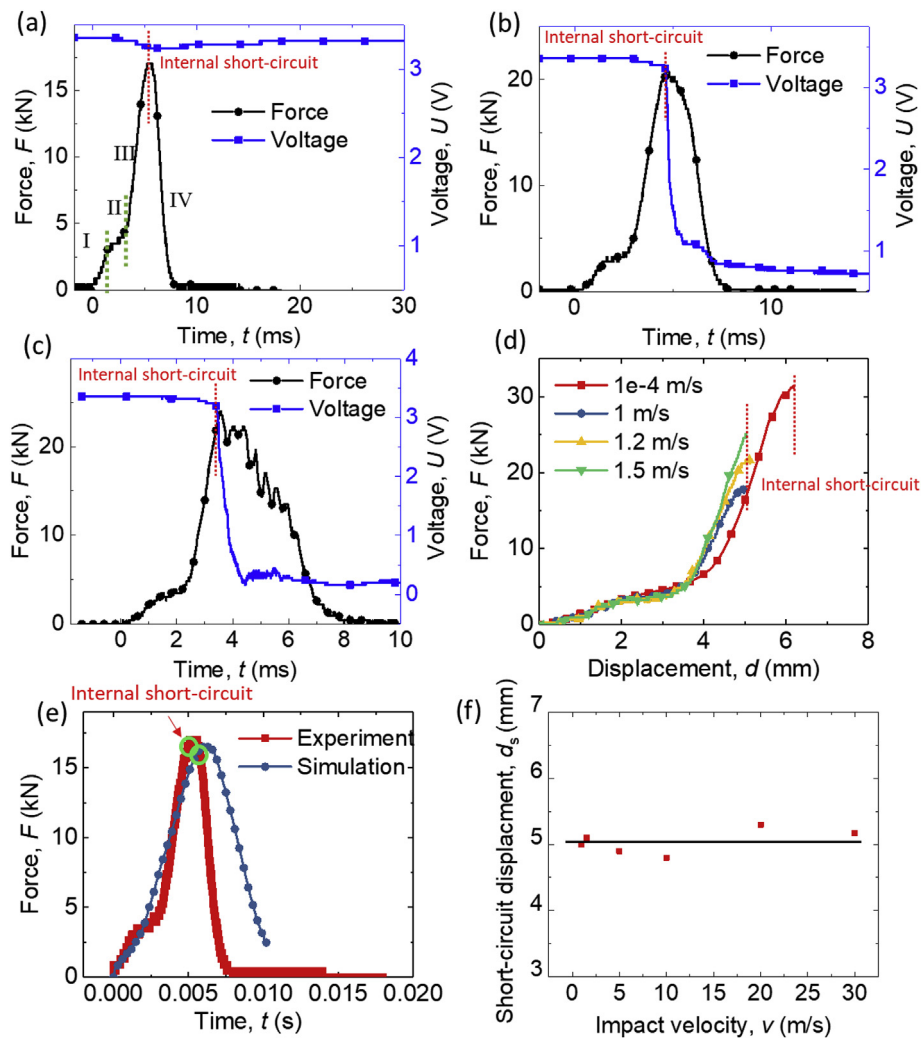 (a)
Force, F (kN)
15
10
5
0
Internal short-circuit
Force
Voltage
I
II
III
IV
3
2
1
Voltage, U (V)
0 10 20 30
Time, t (ms)
(b)
Force, F (kN)
20
10
0
Internal short-circuit
Force
Voltage
3
2
1
Voltage, U (V)
0 10
Time, t (ms)
(c)
Force, F (kN)
20
15
10
5
0
Internal short-circuit
Force
Voltage
4
3
2
1
0
Voltage, U (V)
0 2 4 6 8 10
Time, t (ms)
(d)
Force, F (kN)
30
20
10
0
1e-4 m/s
1 m/s
1.2 m/s
1.5 m/s
Internal short-circuit
0 2 4 6 8
Displacement, d (mm)
Internal short-circuit
(e)
Force, F (kN)
15
10
5
0
Experiment
Simulation
0.000 0.005 0.010 0.015 0.020
Time, t (s)
(f)
Short-circuit displacment, ds (mm)
7
6
5
4
3
0 5 10 15 20 25 30
Impact velocity, v (m/s)